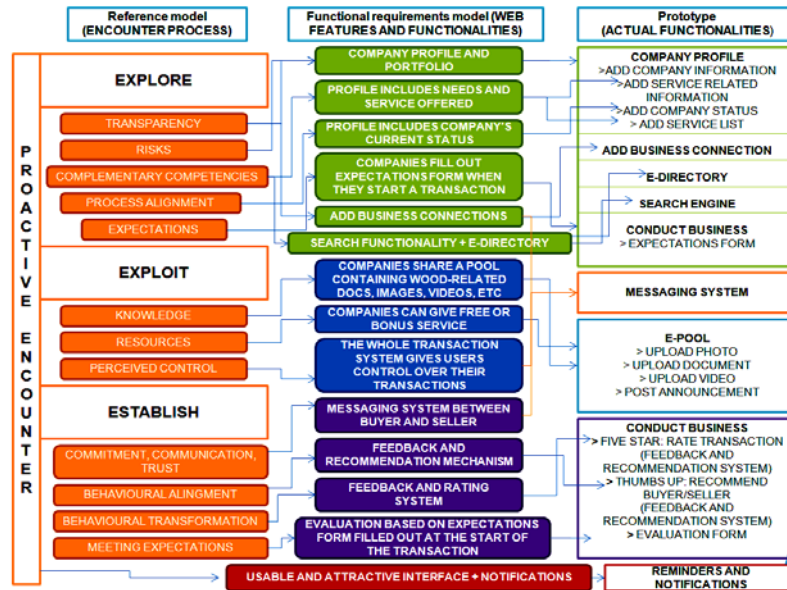 Reference model
(ENCOUNTER PROCESS)
Functional requirements model (WEB
FEATURES AND FUNCTIONALITIES)
Prototype
(ACTUAL FUNCTIONALITIES)
PROACTIVE ENCOUNTER
EXPLORE
TRANSPARENCY
RISKS
COMPLEMENTARY COMPETENCIES
PROCESS ALIGNMENT
EXPECTATIONS
EXPLOIT
KNOWLEDGE
RESOURCES
PERCEIVED CONTROL
ESTABLISH
COMMITMENT, COMMUNICATION,
TRUST
BEHAVIOURAL ALINGMENT
BEHAVIOURAL TRANSFORMATION
MEETING EXPECTATIONS
COMPANY PROFILE AND
PORTFOLIO
PROFILE INCLUDES NEEDS AND
SERVICE OFFERED
PROFILE INCLUDES COMPANY'S
CURRENT STATUS
COMPANIES FILL OUT
EXPECTATIONS FORM WHEN
THEY START A TRANSACTION
ADD BUSINESS CONNECTIONS
SEARCH FUNCTIONALITY + E-DIRECTORY
COMPANIES SHARE A POOL
CONTAINING WOOD-RELATED
DOCS, IMAGES, VIDEOS, ETC
COMPANIES CAN GIVE FREE OR
BONUS SERVICE
THE WHOLE TRANSACTION
SYSTEM GIVES USERS
CONTROL OVER THEIR
TRANSACTIONS
MESSAGING SYSTEM BETWEEN
BUYER AND SELLER
FEEDBACK AND
RECOMMENDATION MECHANISM
FEEDBACK AND RATING
SYSTEM
EVALUATION BASED ON EXPECTATIONS
FORM FILLED OUT AT THE START OF
THE TRANSACTION
USABLE AND ATTRACTIVE INTERFACE + NOTIFICATIONS
COMPANY PROFILE
>ADD COMPANY INFORMATION
>ADD SERVICE RELATED
INFORMATION
>ADD COMPANY STATUS
> ADD SERVICE LIST
ADD BUSINESS CONNECTION
E-DIRECTORY
SEARCH ENGINE
CONDUCT BUSINESS
> EXPECTATIONS FORM
MESSAGING SYSTEM
E-POOL
> UPLOAD PHOTO
> UPLOAD DOCUMENT
> UPLOAD VIDEO
> POST ANNOUNCEMENT
CONDUCT BUSINESS
> FIVE STAR: RATE TRANSACTION
(FEEDBACK AND
RECOMMENDATION SYSTEM)
> THUMBS UP: RECOMMEND
BUYER/SELLER
(FEEDBACK AND
RECOMMENDATION SYSTEM)
> EVALUATION FORM
REMINDERS AND
NOTIFICATIONS